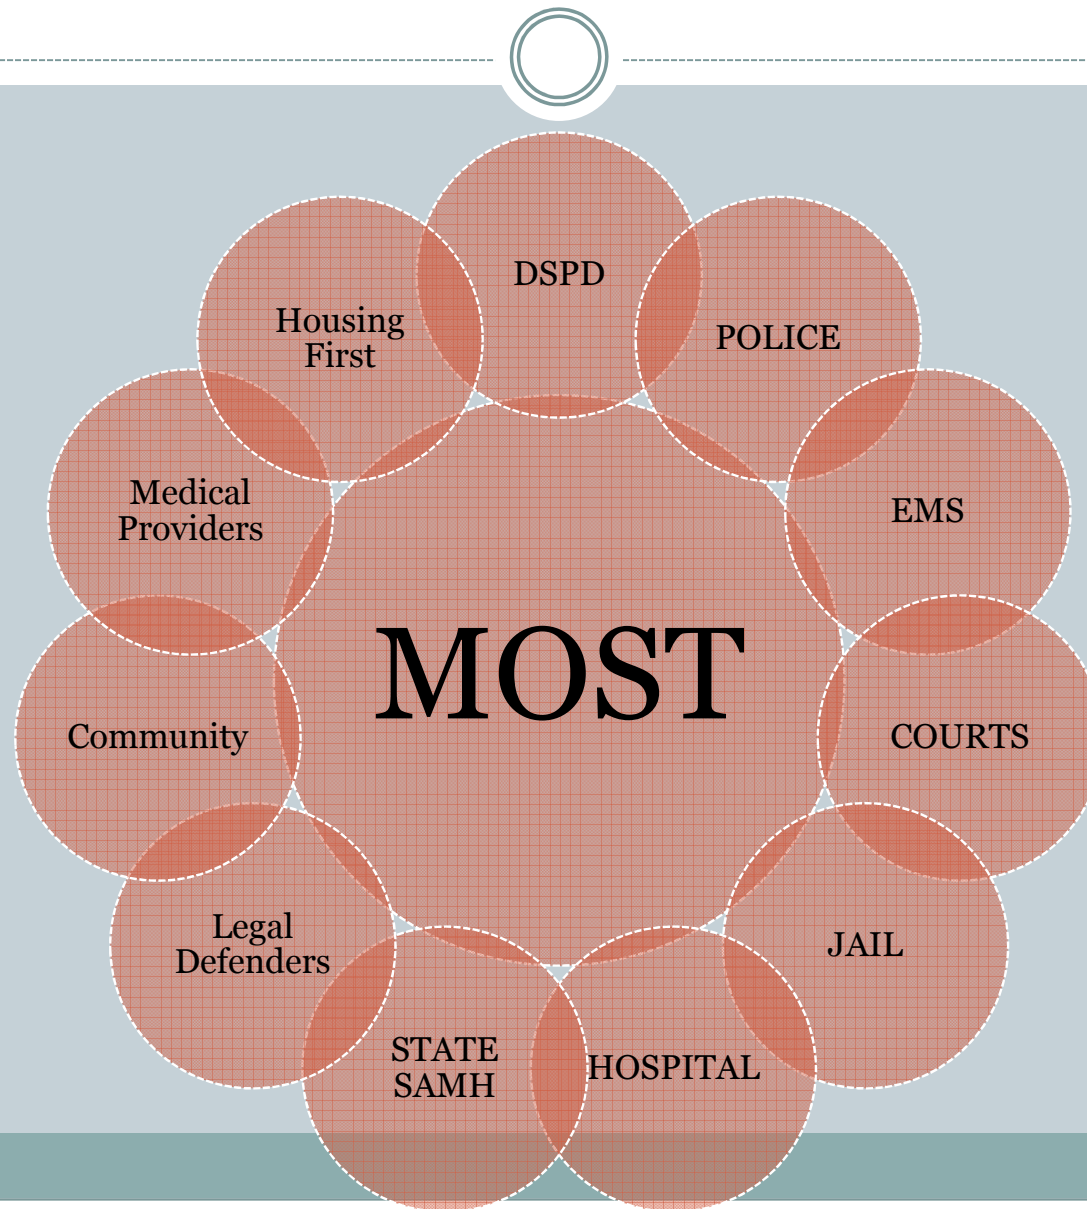 DSPD
Housing
First
POLICE
Medical
Providers
EMS
MOST
Community
COURTS
Legal
Defenders
JAIL
STATE
SAMH
HOSPITAL